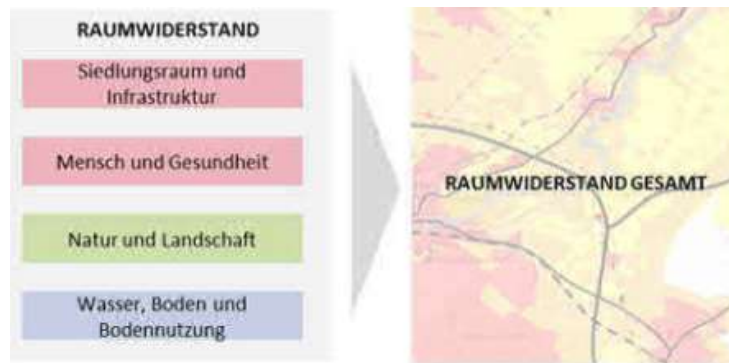 RAUMWIDERSTAND
Siedlungsraum und
Infrastruktur
Mensch und Gesundheit
Natur und Landschaft
Wasser, Boden und
Bodennutzung
RAUMWIDERSTAND GESAMT